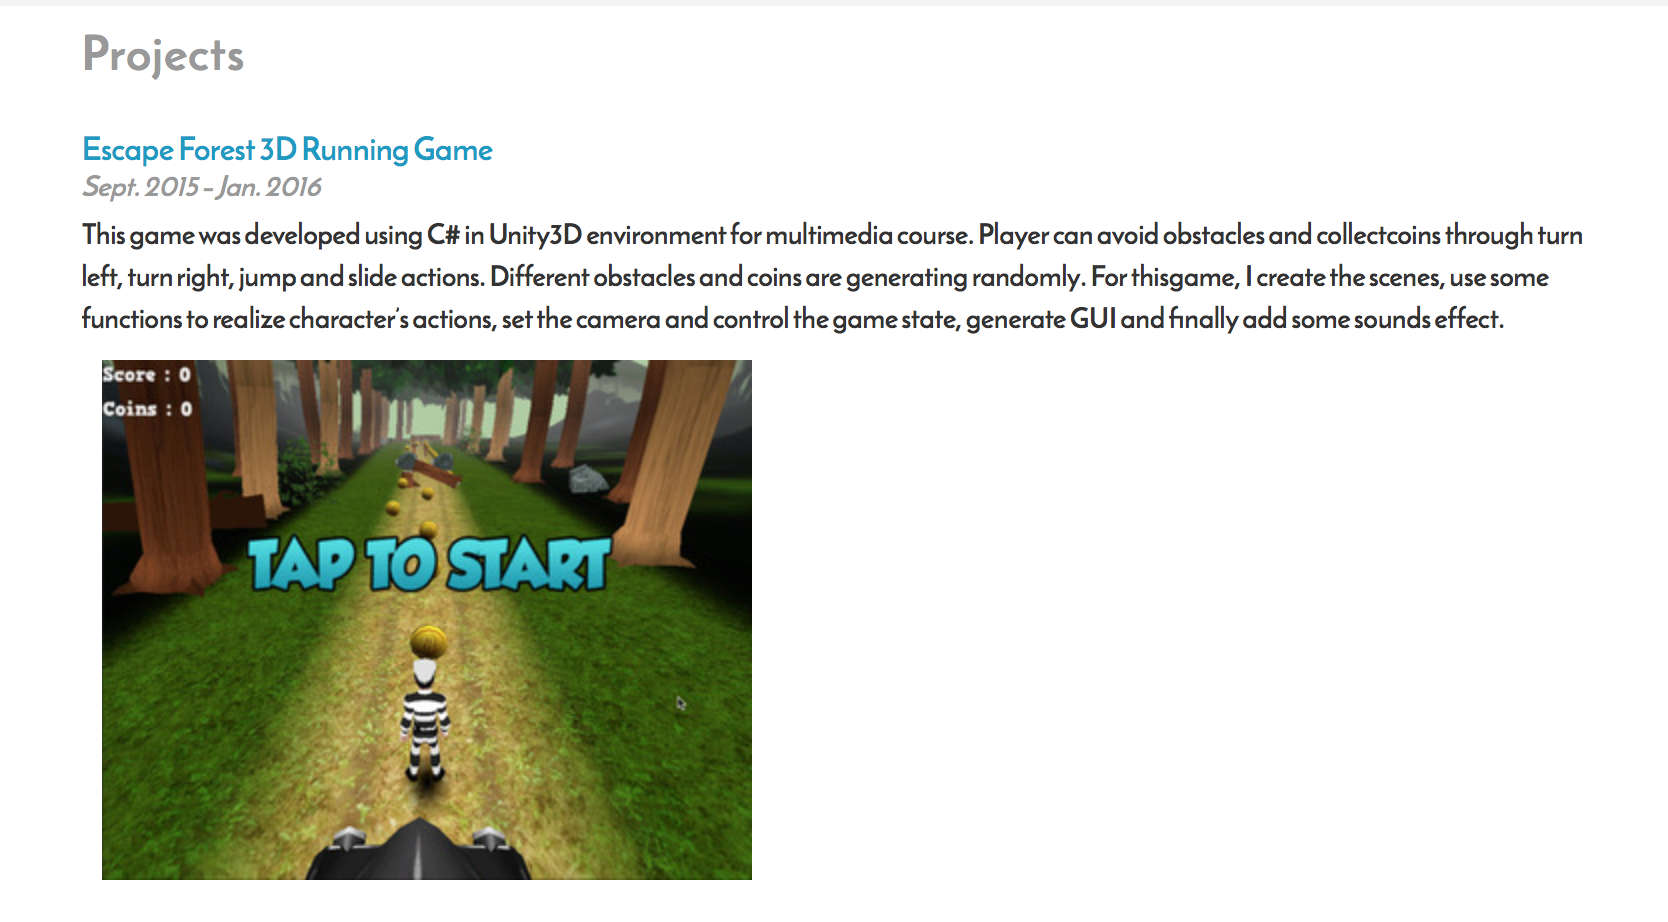 Projects
Escape Forest 3D Running Game
Sept. 2015 - Jan. 2016
This game was developed using C# in Unity3D environment for multimedia course. Player can avoid obstacles and collectcoins through turn
left, turn right, jump and slide actions. Different obstacles and coins are generating randomly. For thisgame, I create the scenes, use some
functions to realize character's actions, set the camera and control the game state, generate GUI and finally add some sounds effect.
Score : 0
Coins : 0
TAP TO START